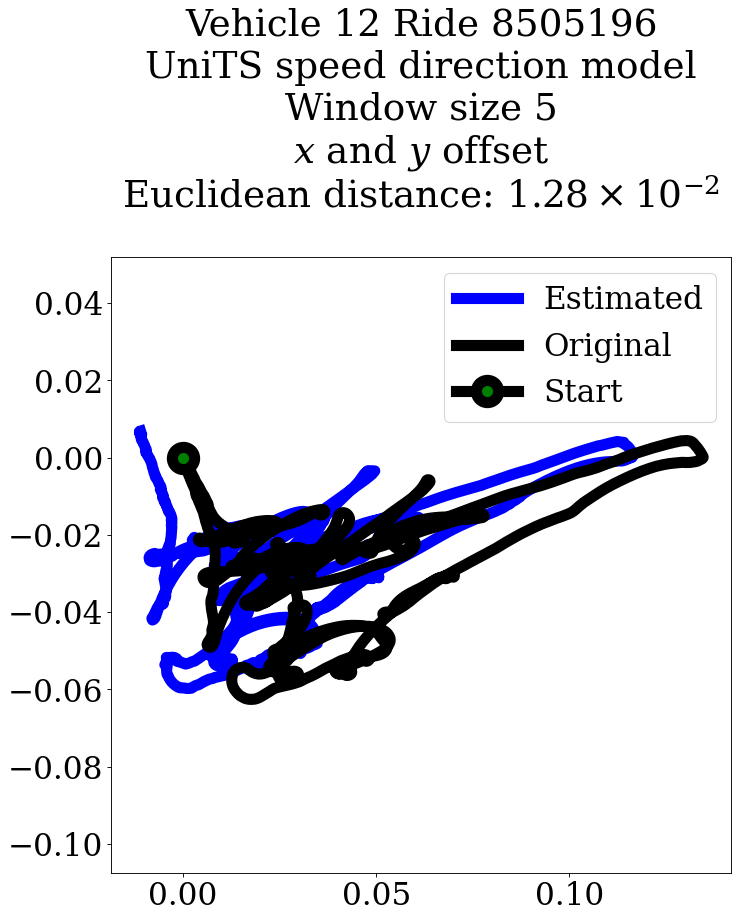 Vehicle 12 Ride 8505196
UniTS speed direction model
Window size 5
x and y offset
Euclidean distance: 1.28 × 10⁻²
Estimated
Original
Start
0.04
0.02
0.00
−0.02
−0.04
−0.06
−0.08
−0.10
0.00 0.05 0.10